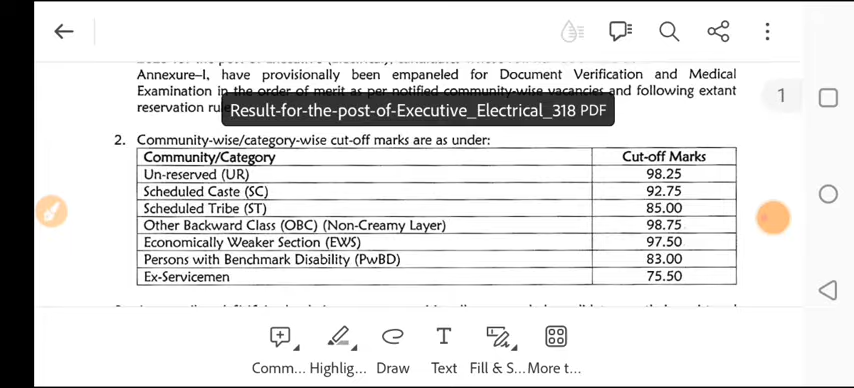 Annexure-I, have provisionally been empaneled for Document Verification and Medical
Examination in the order of merit as per notified community-wise vacancies and following extant
reservation
Result-for-the-post-of-Executive_Electrical_318 PDF
1
2. Community-wise/category-wise cut-off marks are as under:
Community/Category Cut-off Marks
Un-reserved (UR) 98.25
Scheduled Caste (SC) 92.75
Scheduled Tribe (ST) 85.00
Other Backward Class (OBC) (Non-Creamy Layer) 98.75
Economically Weaker Section (EWS) 97.50
Persons with Benchmark Disability (PwBD) 83.00
Ex-Servicemen 75.50
Comm... Highlig... Draw Text Fill & S... More t...